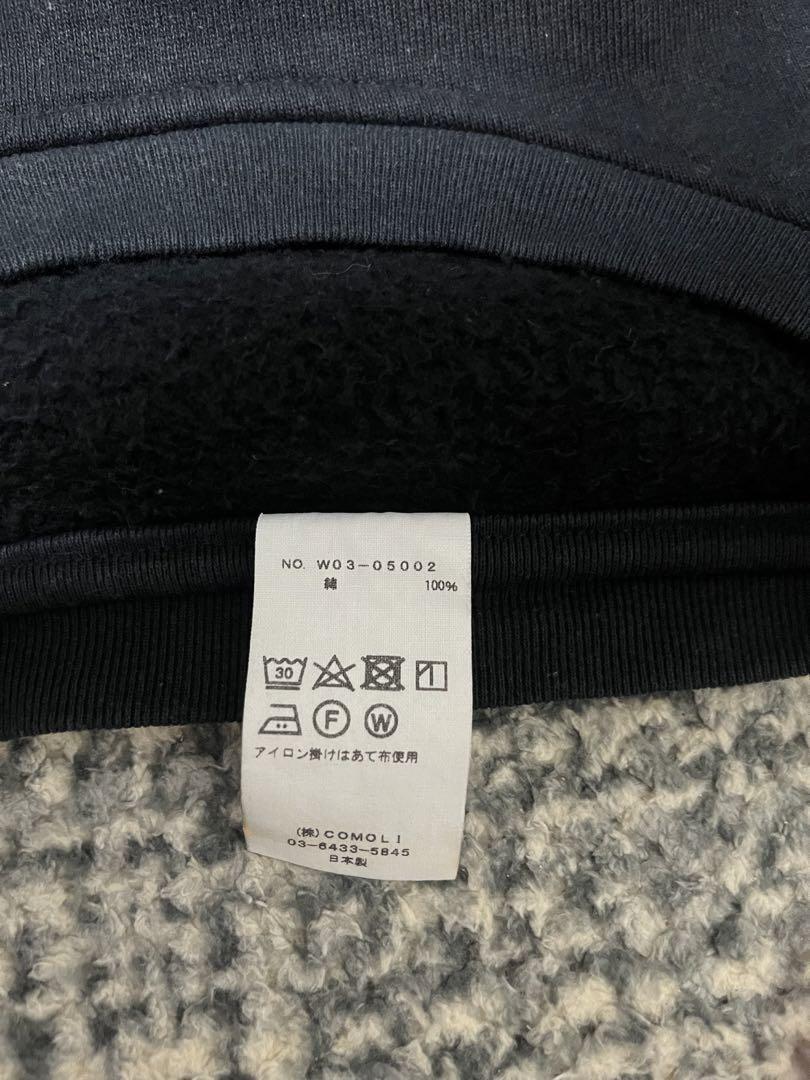 NO. W03-05002
綿 100%
30
F W
アイロン掛けはあて布使用
(株)COMOLI
03-6433-5845
日本製